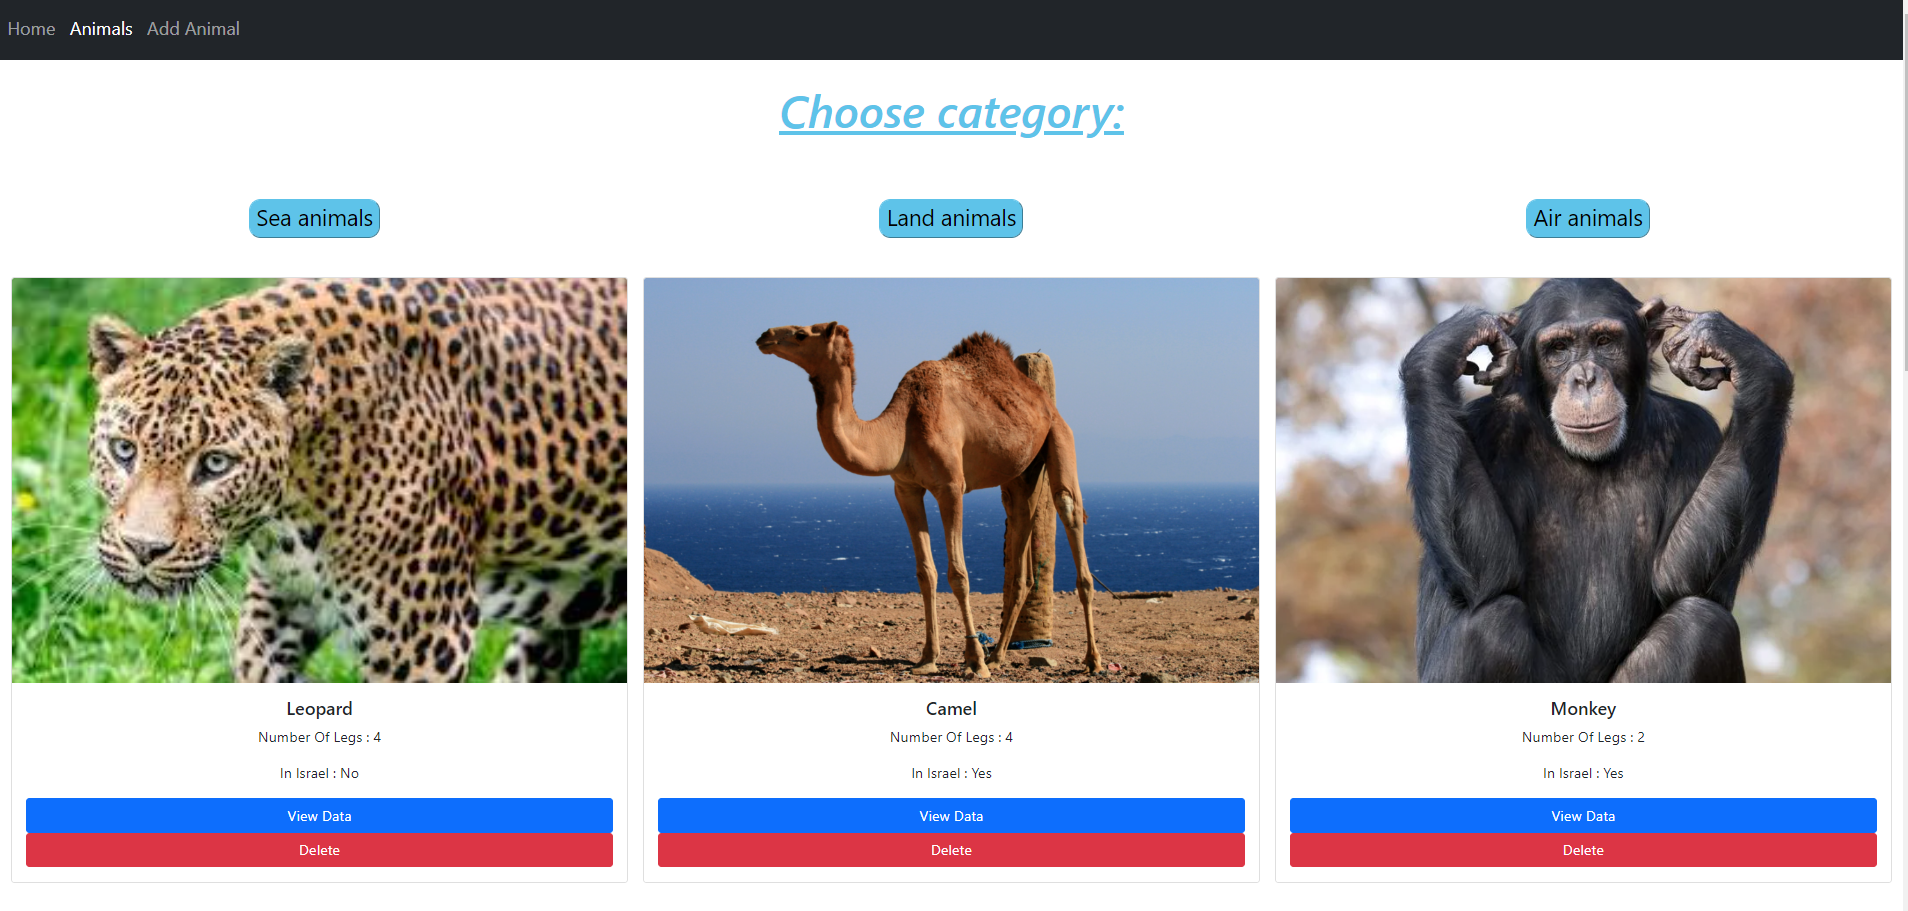 Home Animals Add Animal
Choose category:
Sea animals
Land animals
Air animals
Leopard
Number Of Legs : 4
In Israel : No
View Data
Delete
Camel
Number Of Legs : 4
In Israel : Yes
View Data
Delete
Monkey
Number Of Legs : 2
In Israel : Yes
View Data
Delete